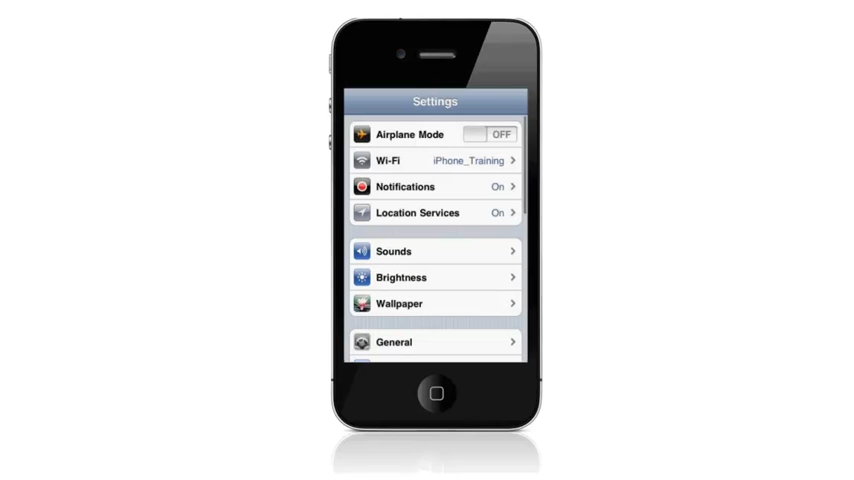 Settings
Airplane Mode OFF
Wi-Fi iPhone_Training
Notifications On
Location Services On
Sounds
Brightness
Wallpaper
General